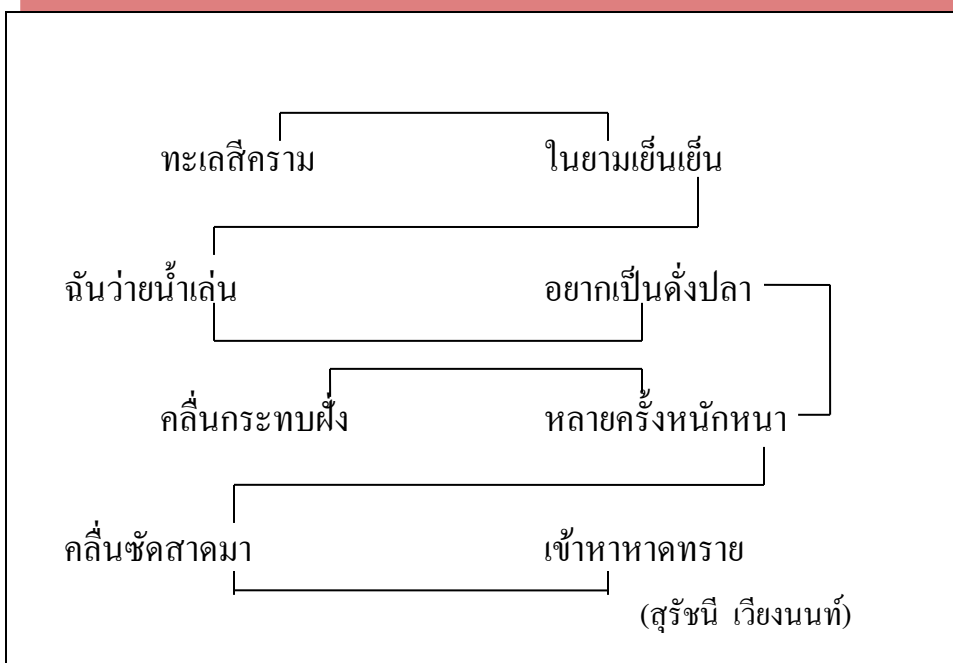 ทะเลสีคราม ในยามเย็นเย็น
ฉันว่ายน้ำเล่น อยากเป็นดั่งปลา
คลื่นกระทบฝั่ง หลายครั้งหนักหนา
คลื่นซัดสาดมา เข้าหาหาดทราย
(สุรัชนี เวียงนนท์)